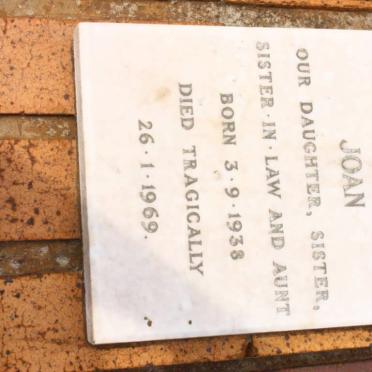 JOAN
OUR DAUGHTER, SISTER,
SISTER·IN·LAW AND AUNT
BORN 3·9·1938
DIED TRAGICALLY
26·1·1969.